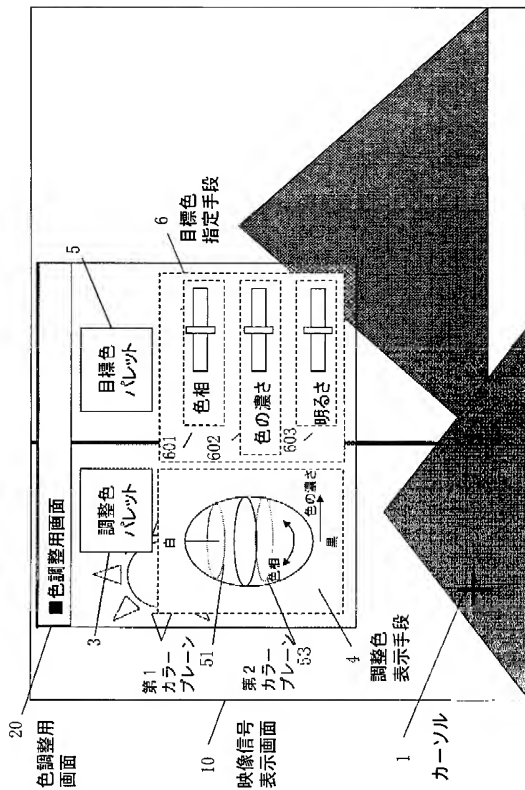 20
色調整用
画面
10
映像信号
表示画面
1
カーソル
■色調整用画面
3
調整色
パレット
目標色
パレット
5
第1
カラー
プレーン
51
第2
カラー
プレーン
53
4
調整色
表示手段
白
黒
色相
色の濃さ
601
色相
602
色の濃さ
603
明るさ
6
目標色
指定手段